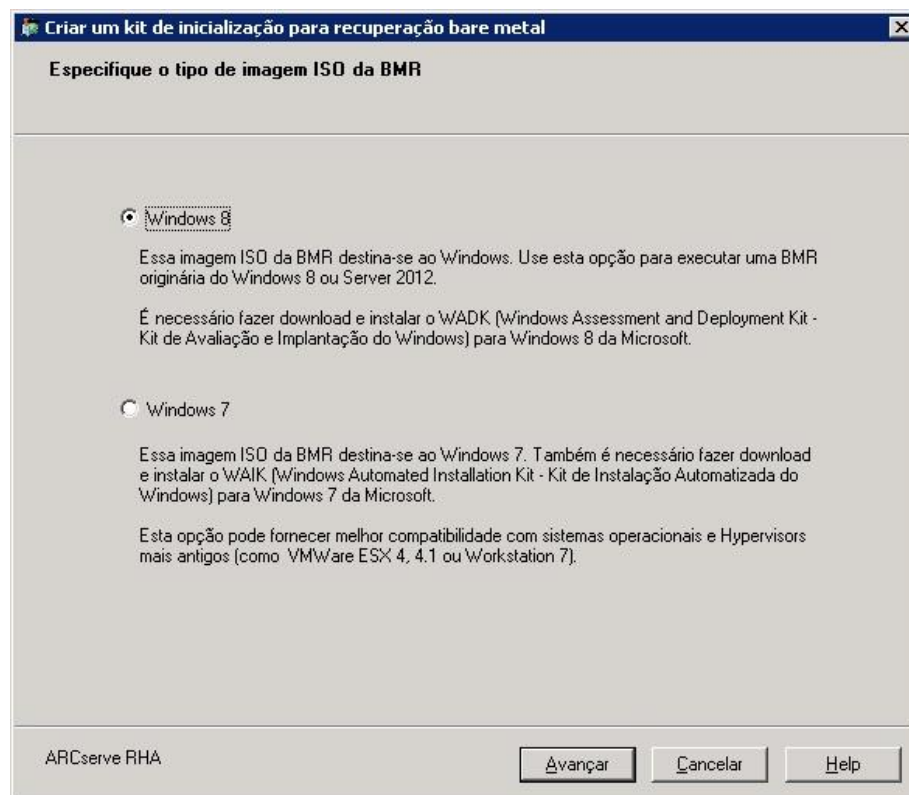 Criar um kit de inicialização para recuperação bare metal
Especifique o tipo de imagem ISO da BMR
Windows 8
Essa imagem ISO da BMR destina-se ao Windows. Use esta opção para executar uma BMR
originária do Windows 8 ou Server 2012.
É necessário fazer download e instalar o WADK (Windows Assessment and Deployment Kit -
Kit de Avaliação e Implantação do Windows) para Windows 8 da Microsoft.
Windows 7
Essa imagem ISO da BMR destina-se ao Windows 7. Também é necessário fazer download
e instalar o WAIK (Windows Automated Installation Kit - Kit de Instalação Automatizada do
Windows) para Windows 7 da Microsoft.
Esta opção pode fornecer melhor compatibilidade com sistemas operacionais e Hypervisors
mais antigos (como VMWare ESX 4, 4.1 ou Workstation 7).
ARCserve RHA
Avançar
Cancelar
Help